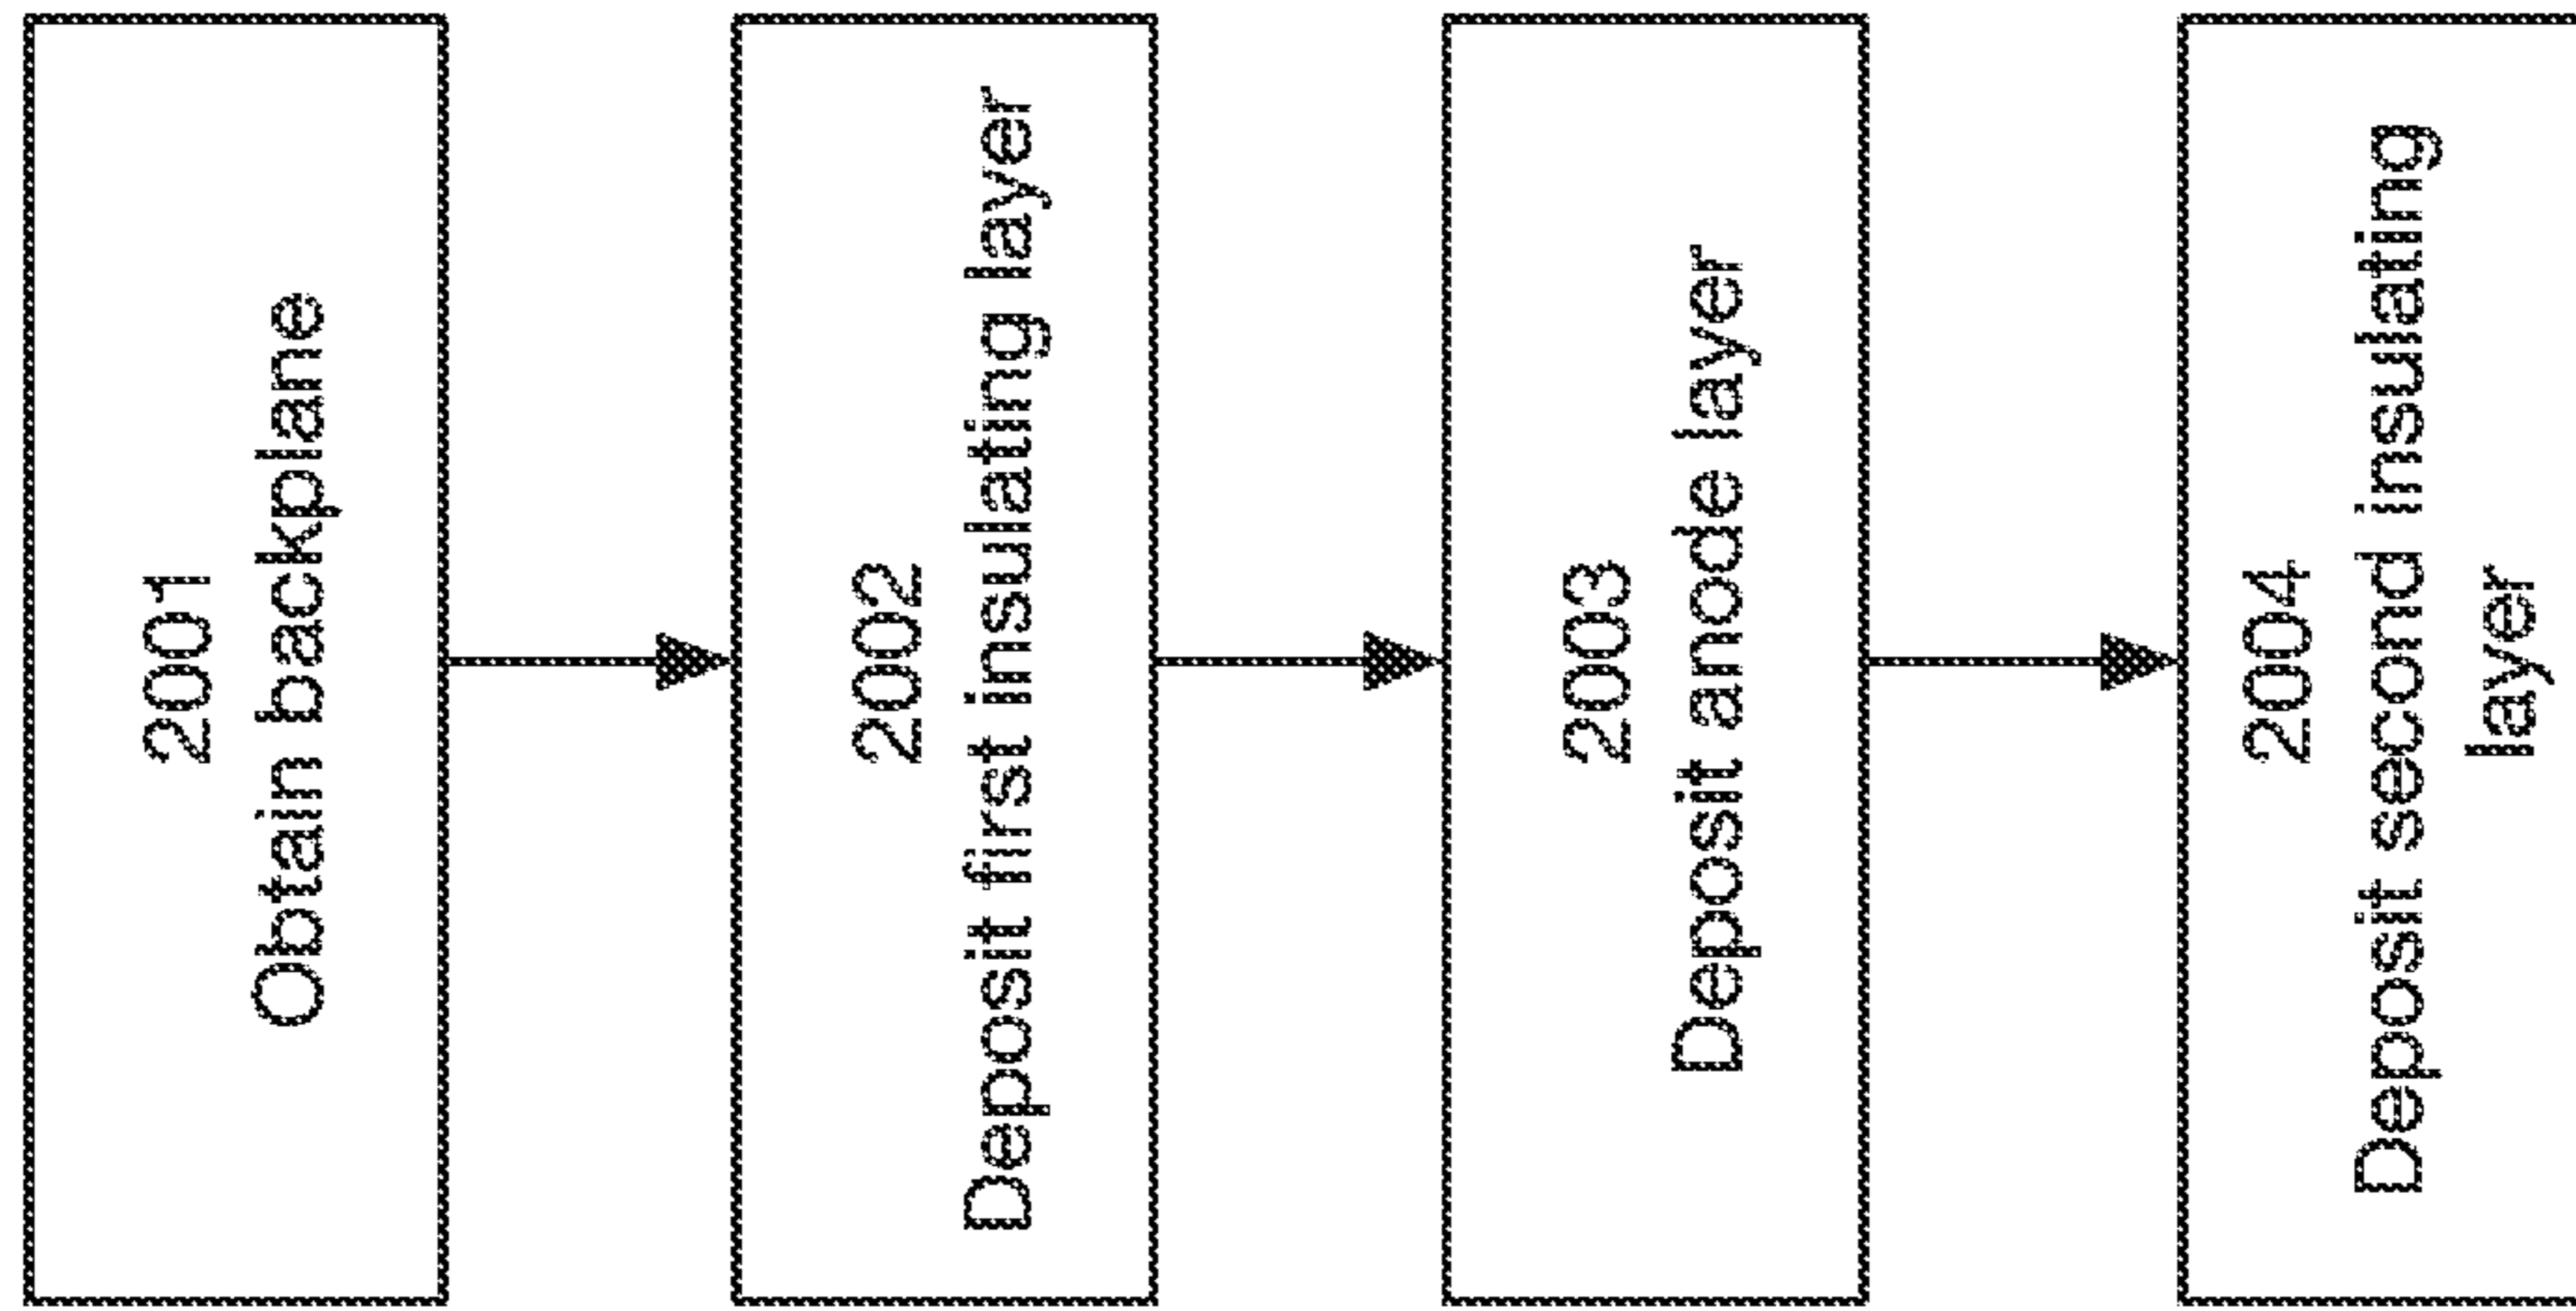 2001
Obtain backplane
2002
Deposit first insulating layer
2003
Deposit anode layer
2004
Deposit second insulating
layer